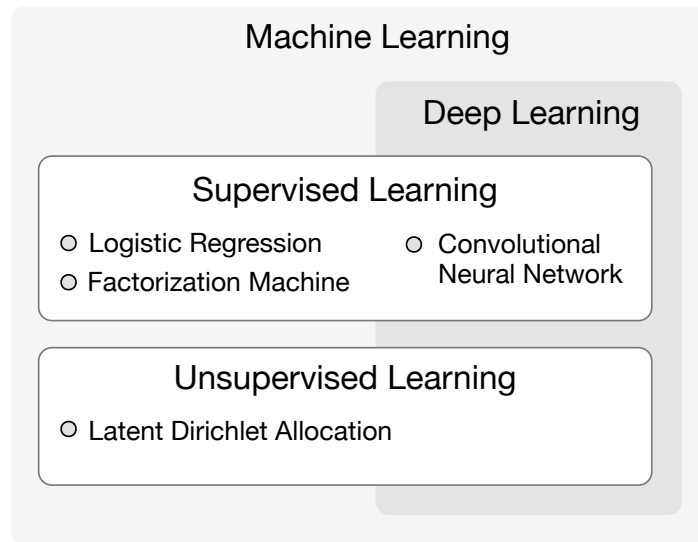 Machine Learning
Deep Learning
Supervised Learning
Logistic Regression
Factorization Machine
Convolutional
Neural Network
Unsupervised Learning
Latent Dirichlet Allocation